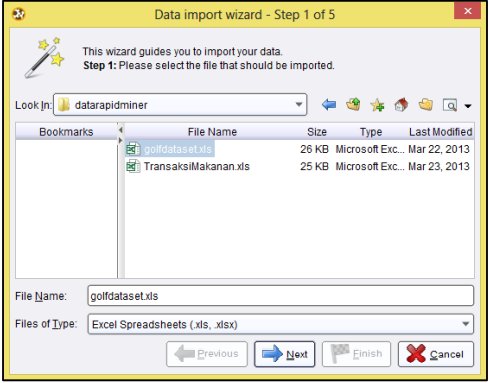 Data import wizard - Step 1 of 5
This wizard guides you to import your data.
Step 1: Please select the file that should be imported.
Look In: datarapidminer
Bookmarks File Name Size Type Last Modified
golfdataset.xls 26 KB Microsoft Exc... Mar 22, 2013
TransaksiMakanan.xls 25 KB Microsoft Exc... Mar 23, 2013
File Name: golfdataset.xls
Files of Type: Excel Spreadsheets (.xls, .xlsx)
Previous Next Finish Cancel